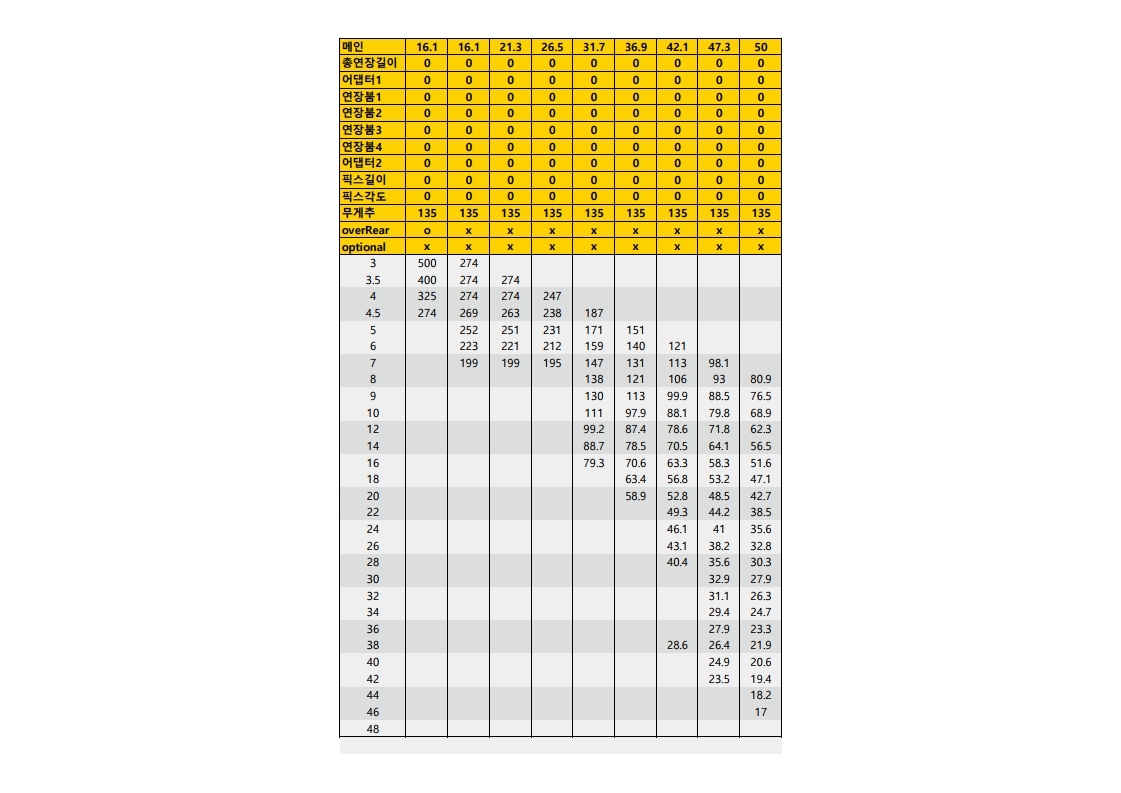 메인 16.1 16.1 21.3 26.5 31.7 36.9 42.1 47.3 50
총연장길이 0 0 0 0 0 0 0 0 0
어댑터1 0 0 0 0 0 0 0 0 0
연장붐1 0 0 0 0 0 0 0 0 0
연장붐2 0 0 0 0 0 0 0 0 0
연장붐3 0 0 0 0 0 0 0 0 0
연장붐4 0 0 0 0 0 0 0 0 0
어댑터2 0 0 0 0 0 0 0 0 0
픽스길이 0 0 0 0 0 0 0 0 0
픽스각도 0 0 0 0 0 0 0 0 0
무게추 135 135 135 135 135 135 135 135 135
overRear o x x x x x x x x
optional x x x x x x x x x
3 500 274
3.5 400 274 274
4 325 274 274 247
4.5 274 269 263 238 187
5 252 251 231 171 151
6 223 221 212 159 140 121
7 199 199 195 147 131 113 98.1
8 138 121 106 93 80.9
9 130 113 99.9 88.5 76.5
10 111 97.9 88.1 79.8 68.9
12 99.2 87.4 78.6 71.8 62.3
14 88.7 78.5 70.5 64.1 56.5
16 79.3 70.6 63.3 58.3 51.6
18 63.4 56.8 53.2 47.1
20 58.9 52.8 48.5 42.7
22 49.3 44.2 38.5
24 46.1 41 35.6
26 43.1 38.2 32.8
28 40.4 35.6 30.3
30 32.9 27.9
32 31.1 26.3
34 29.4 24.7
36 27.9 23.3
38 28.6 26.4 21.9
40 24.9 20.6
42 23.5 19.4
44 18.2
46 17
48